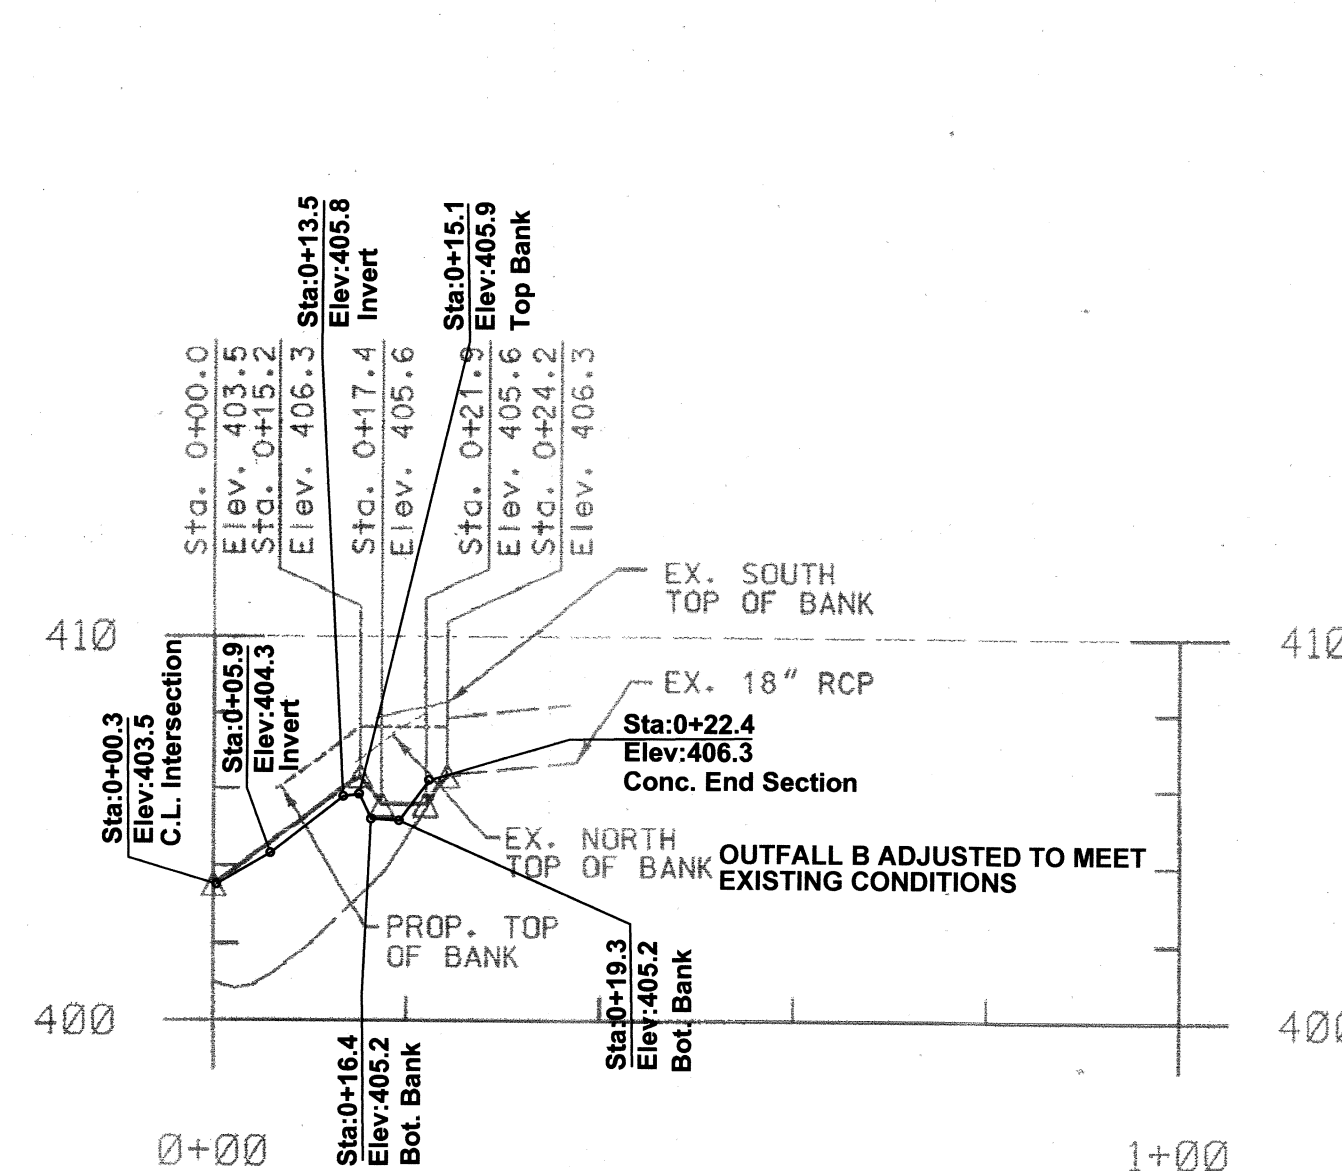 Sta:0+13.5
Elev:405.8
Invert
Sta:0+15.1
Elev:405.9
Top Bank
Sta. 0+00.0
Elev. 403.5
Sta. 0+15.2
Elev. 406.3
Sta. 0+17.4
Elev. 405.6
Sta. 0+21.9
Elev. 405.6
Sta. 0+24.2
Elev. 406.3
EX. SOUTH
TOP OF BANK
410
410
Sta:0+00.3
Elev:403.5
C.L. Intersection
Sta:0+05.9
Elev:404.3
Invert
EX. 18" RCP
Sta:0+22.4
Elev:406.3
Conc. End Section
EX. NORTH
TOP OF BANK
OUTFALL B ADJUSTED TO MEET
EXISTING CONDITIONS
PROP. TOP
OF BANK
Sta:0+19.3
Elev:405.2
Bot. Bank
400
400
Sta:0+16.4
Elev:405.2
Bot. Bank
0+00
1+00